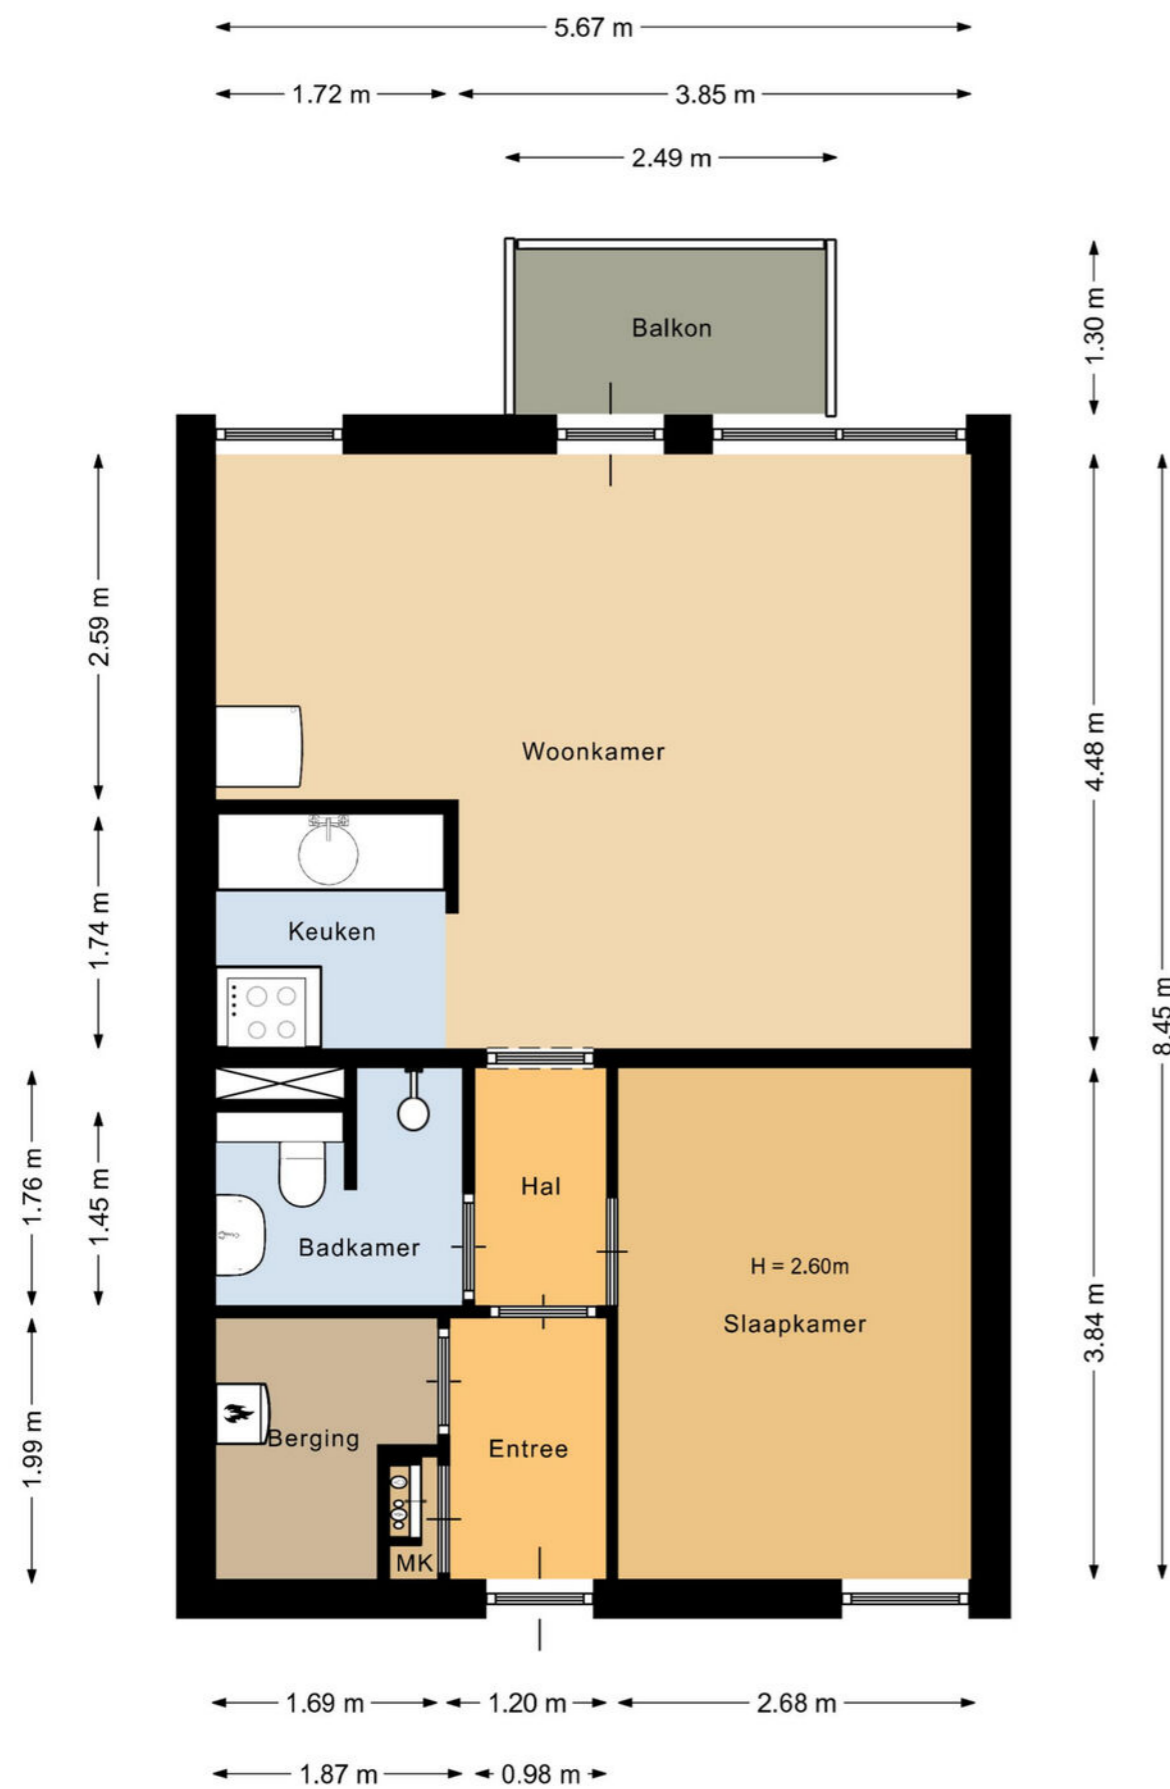 5.67 m
1.72 m
3.85 m
2.49 m
1.30 m
Balkon
2.59 m
4.48 m
8.45 m
Woonkamer
1.74 m
Keuken
1.76 m
1.45 m
Hal
Badkamer
H = 2.60m
Slaapkamer
3.84 m
1.99 m
Berging
Entree
MK
1.69 m
1.20 m
2.68 m
1.87 m
0.98 m